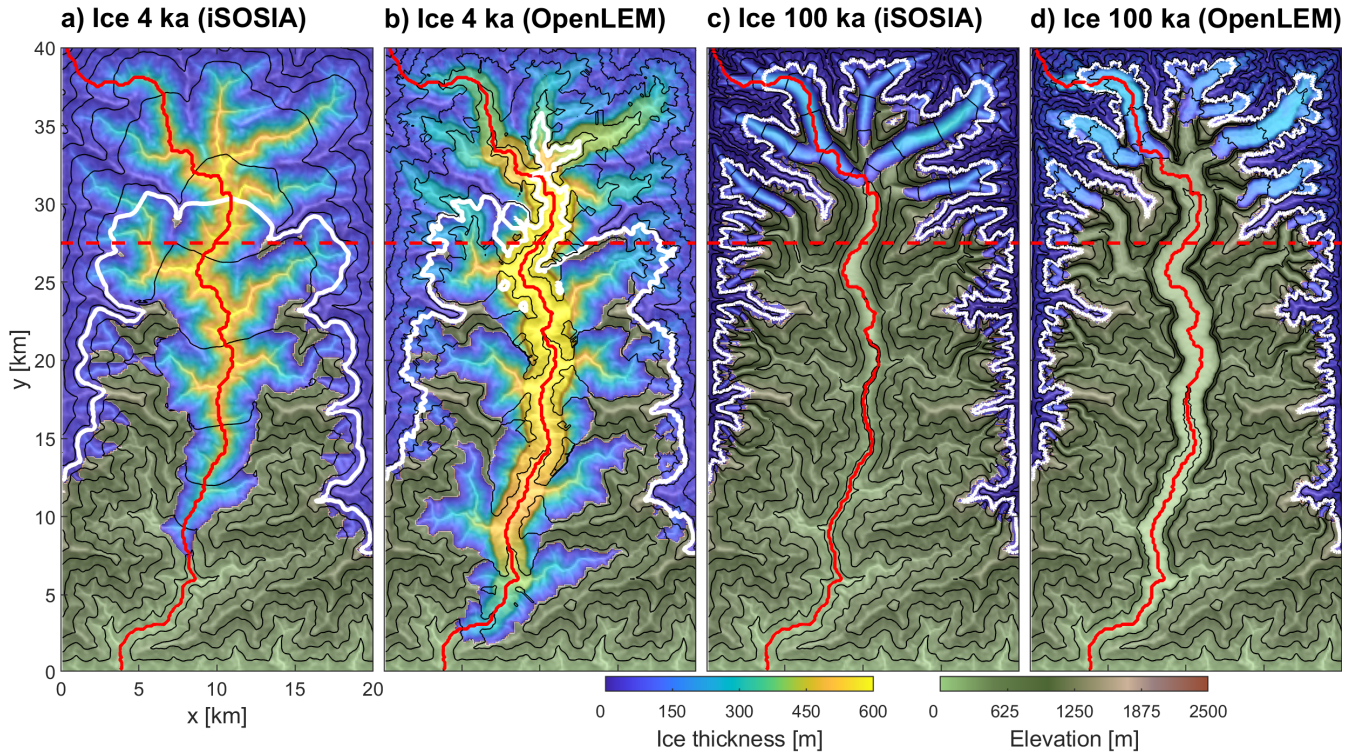 a) Ice 4 ka (iSOSIA) b) Ice 4 ka (OpenLEM) c) Ice 100 ka (iSOSIA) d) Ice 100 ka (OpenLEM)
40
35
30
25
20
15
10
5
0
y [km]
0 5 10 15 20
x [km]
0 150 300 450 600
Ice thickness [m]
0 625 1250 1875 2500
Elevation [m]